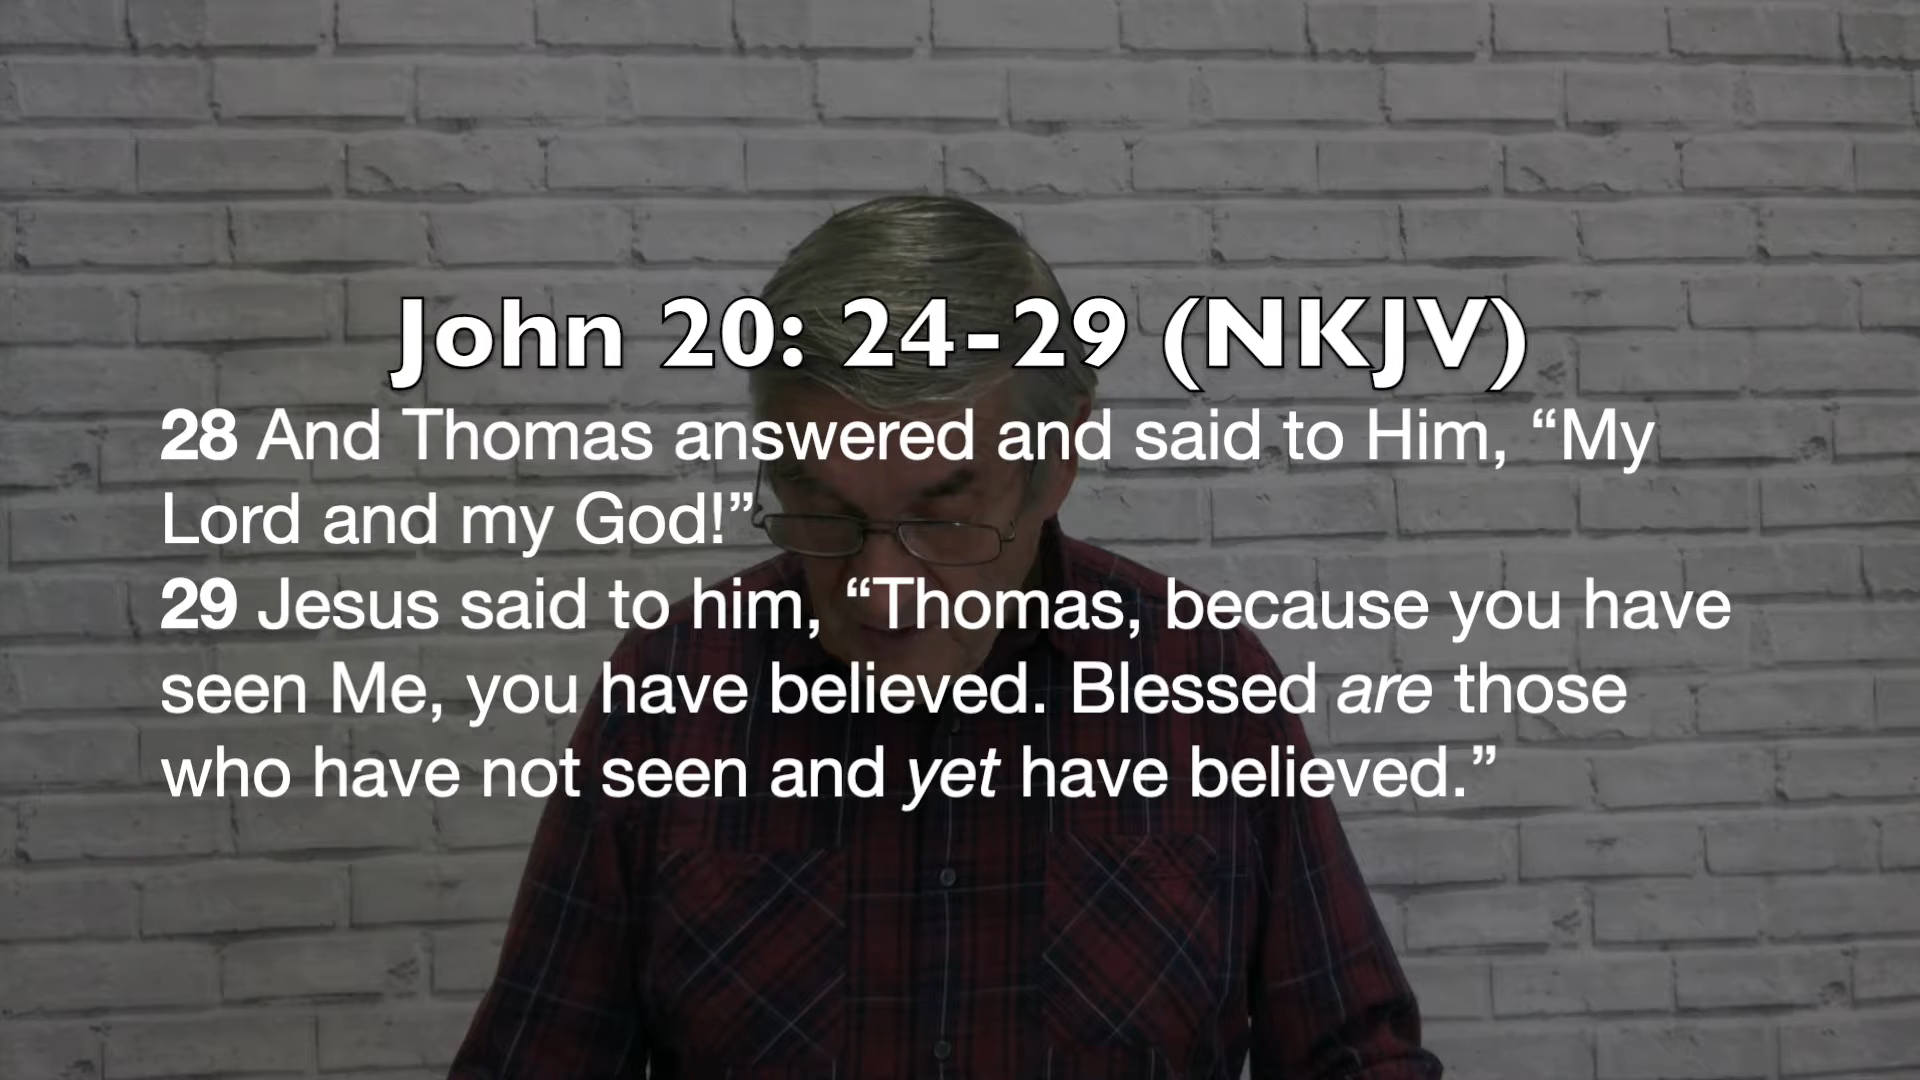 John 20: 24-29 (NKJV)
28 And Thomas answered and said to Him, “My
Lord and my God!”
29 Jesus said to him, “Thomas, because you have
seen Me, you have believed. Blessed are those
who have not seen and yet have believed.”